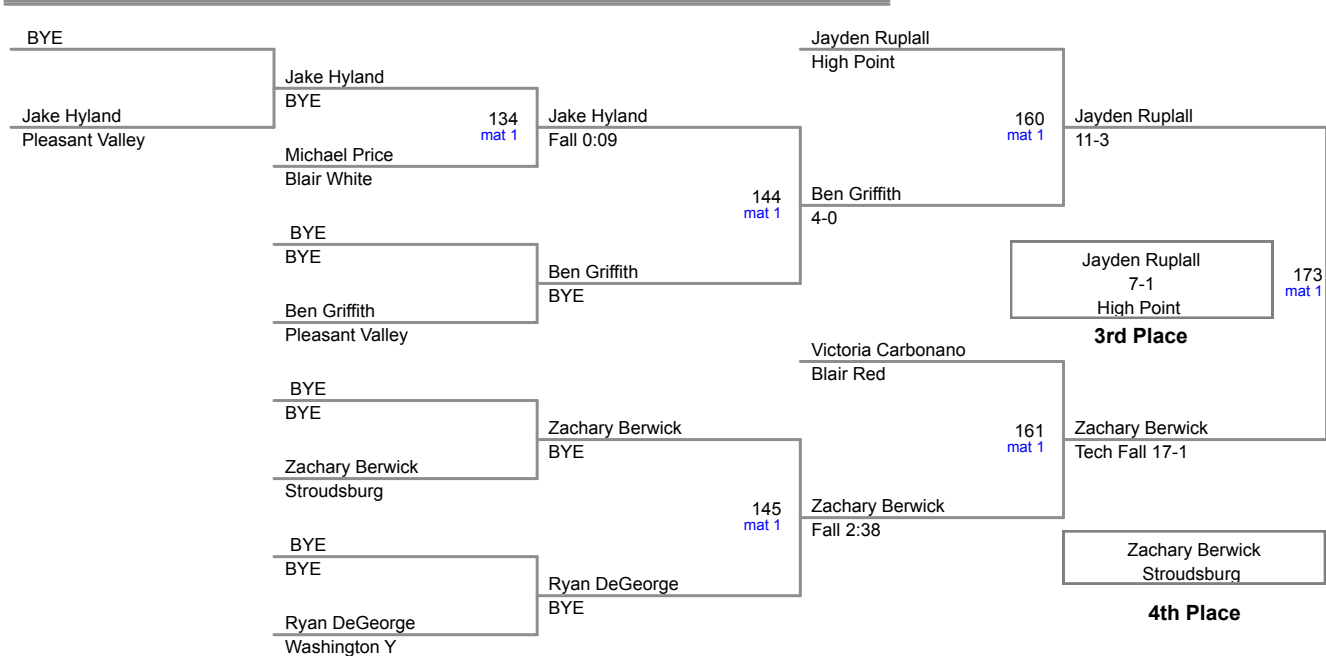 BYE
Jake Hyland
Pleasant Valley
Jake Hyland
BYE
134
mat 1
Michael Price
Blair White
Jake Hyland
Fall 0:09
BYE
BYE
Ben Griffith
Pleasant Valley
Ben Griffith
BYE
144
mat 1
Jayden Ruplall
High Point
Ben Griffith
4-0
160
mat 1
Jayden Ruplall
11-3
Jayden Ruplall
7-1
High Point
3rd Place
173
mat 1
BYE
BYE
Zachary Berwick
Stroudsburg
Zachary Berwick
BYE
BYE
BYE
Ryan DeGeorge
Washington Y
Ryan DeGeorge
BYE
145
mat 1
Victoria Carbonano
Blair Red
Zachary Berwick
Fall 2:38
161
mat 1
Zachary Berwick
Tech Fall 17-1
Zachary Berwick
Stroudsburg
4th Place